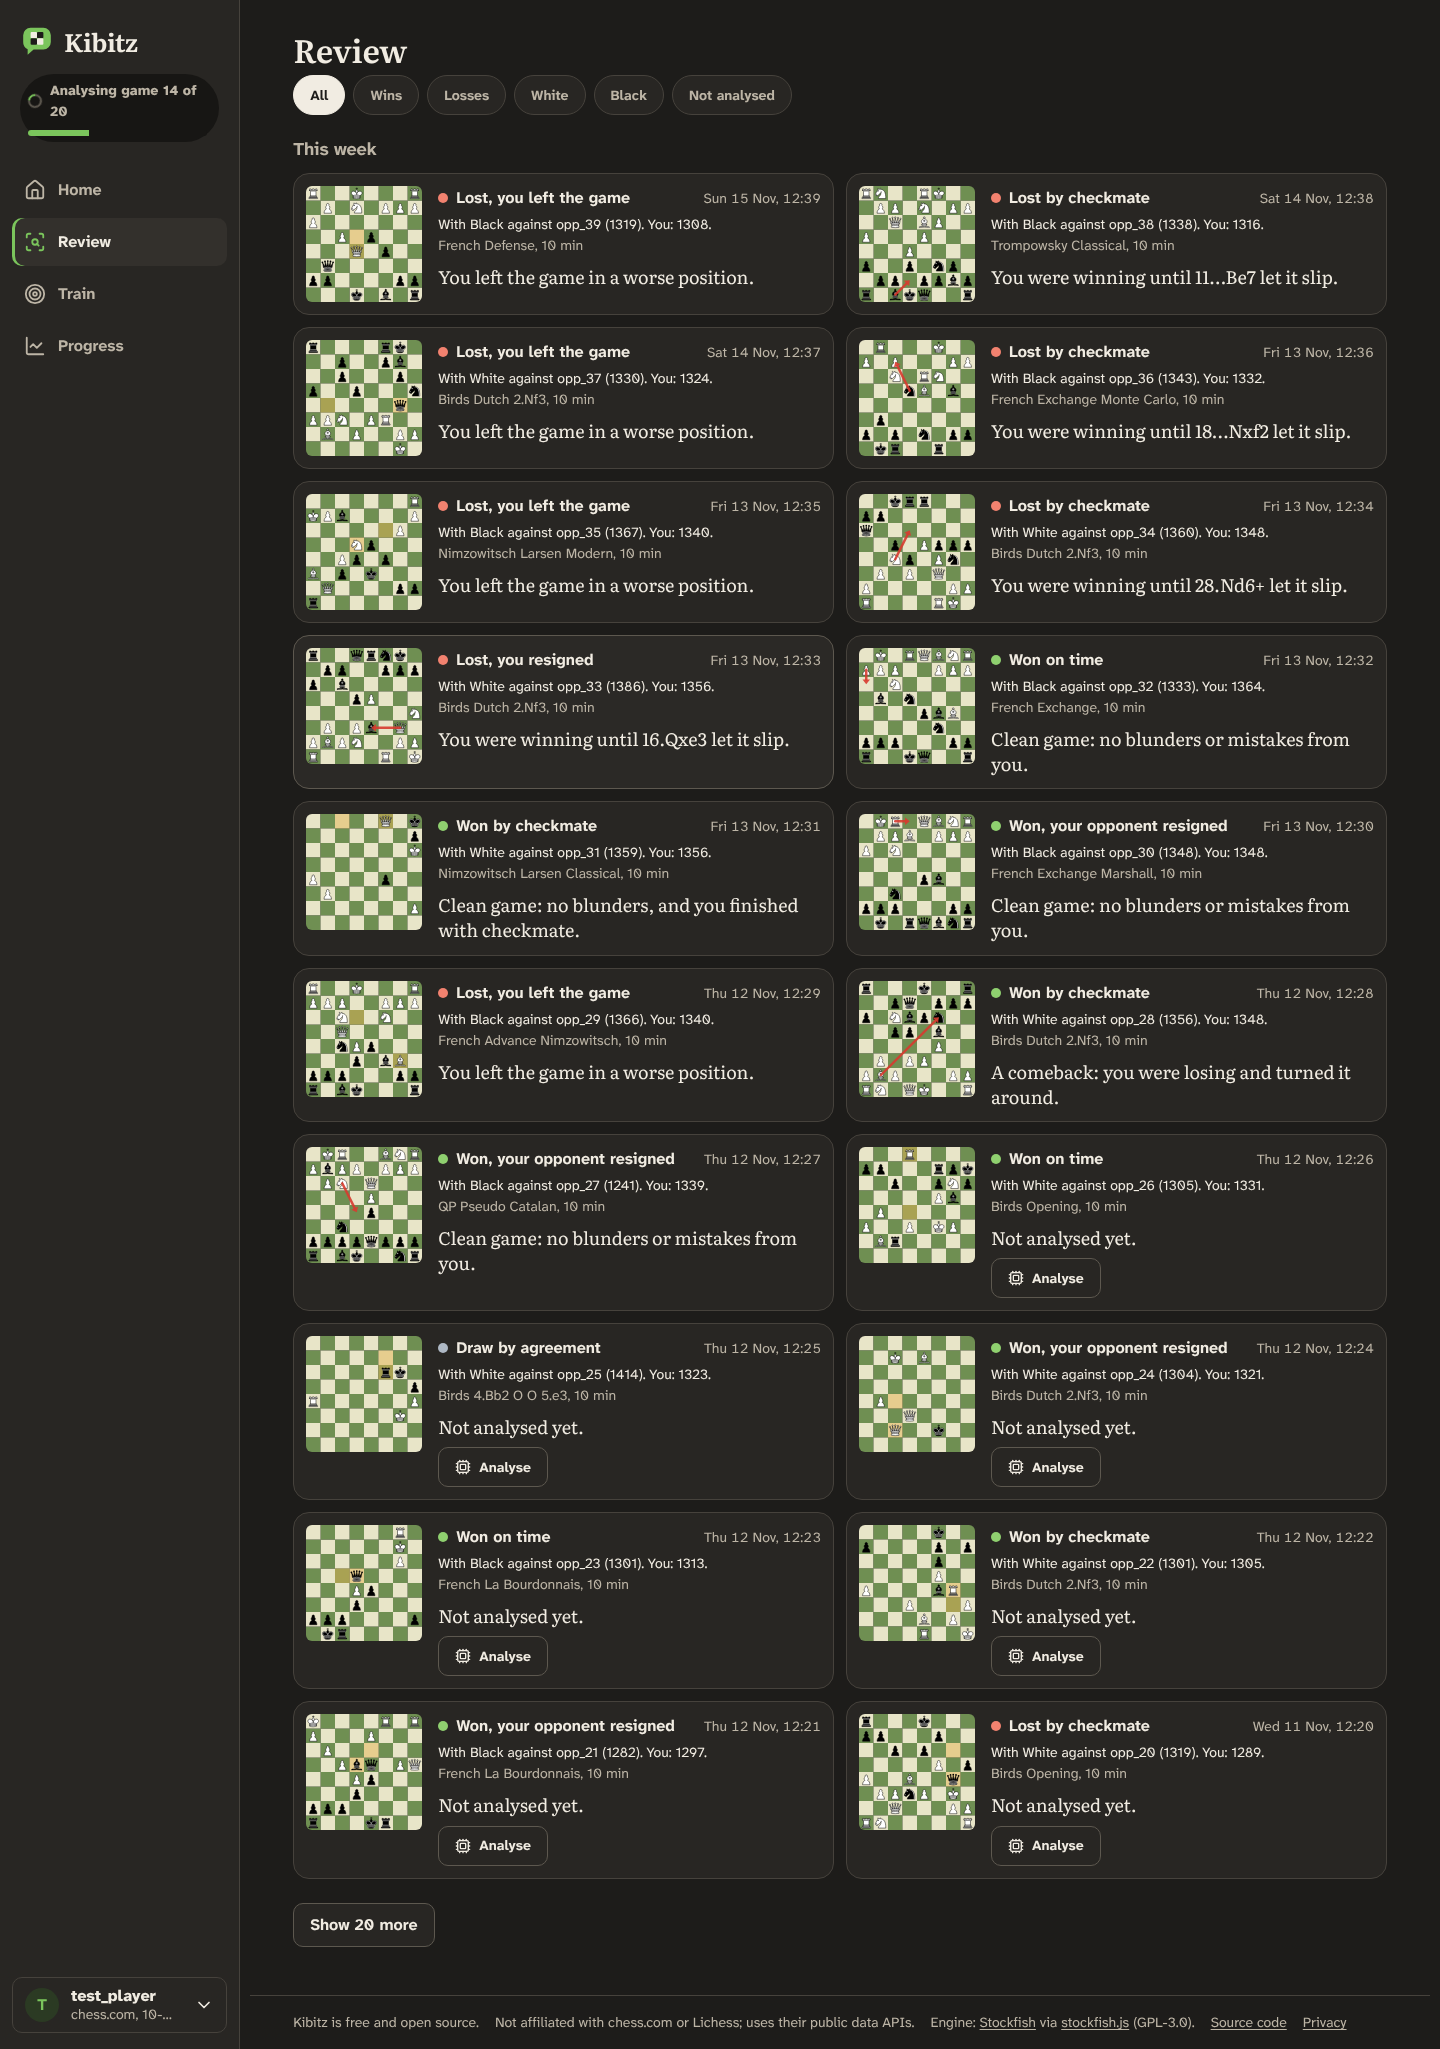 Kibitz
Analysing game 14 of
20
Home
Review
Train
Progress
Review
All
Wins
Losses
White
Black
Not analysed
This week
Lost, you left the game
Sun 15 Nov, 12:39
With Black against opp_39 (1319). You: 1308.
French Defense, 10 min
You left the game in a worse position.
Lost by checkmate
Sat 14 Nov, 12:38
With Black against opp_38 (1338). You: 1316.
Trompowsky Classical, 10 min
You were winning until 11...Be7 let it slip.
Lost, you left the game
Sat 14 Nov, 12:37
With White against opp_37 (1330). You: 1324.
Birds Dutch 2.Nf3, 10 min
You left the game in a worse position.
Lost by checkmate
Fri 13 Nov, 12:36
With Black against opp_36 (1343). You: 1332.
French Exchange Monte Carlo, 10 min
You were winning until 18...Nxf2 let it slip.
Lost, you left the game
Fri 13 Nov, 12:35
With Black against opp_35 (1367). You: 1340.
Nimzowitsch Larsen Modern, 10 min
You left the game in a worse position.
Lost by checkmate
Fri 13 Nov, 12:34
With White against opp_34 (1360). You: 1348.
Birds Dutch 2.Nf3, 10 min
You were winning until 28.Nd6+ let it slip.
Lost, you resigned
Fri 13 Nov, 12:33
With White against opp_33 (1386). You: 1356.
Birds Dutch 2.Nf3, 10 min
You were winning until 16.Qxe3 let it slip.
Won on time
Fri 13 Nov, 12:32
With Black against opp_32 (1333). You: 1364.
French Exchange, 10 min
Clean game: no blunders or mistakes from
you.
Won by checkmate
Fri 13 Nov, 12:31
With White against opp_31 (1359). You: 1356.
Nimzowitsch Larsen Classical, 10 min
Clean game: no blunders, and you finished
with checkmate.
Won, your opponent resigned
Fri 13 Nov, 12:30
With Black against opp_30 (1348). You: 1348.
French Exchange Marshall, 10 min
Clean game: no blunders or mistakes from
you.
Lost, you left the game
Thu 12 Nov, 12:29
With Black against opp_29 (1366). You: 1340.
French Advance Nimzowitsch, 10 min
You left the game in a worse position.
Won by checkmate
Thu 12 Nov, 12:28
With White against opp_28 (1356). You: 1348.
Birds Dutch 2.Nf3, 10 min
A comeback: you were losing and turned it
around.
Won, your opponent resigned
Thu 12 Nov, 12:27
With Black against opp_27 (1241). You: 1339.
QP Pseudo Catalan, 10 min
Clean game: no blunders or mistakes from
you.
Won on time
Thu 12 Nov, 12:26
With White against opp_26 (1305). You: 1331.
Birds Opening, 10 min
Not analysed yet.
Analyse
Draw by agreement
Thu 12 Nov, 12:25
With White against opp_25 (1414). You: 1323.
Birds 4.Bb2 O O 5.e3, 10 min
Not analysed yet.
Analyse
Won, your opponent resigned
Thu 12 Nov, 12:24
With White against opp_24 (1304). You: 1321.
Birds Dutch 2.Nf3, 10 min
Not analysed yet.
Analyse
Won on time
Thu 12 Nov, 12:23
With Black against opp_23 (1301). You: 1313.
French La Bourdonnais, 10 min
Not analysed yet.
Analyse
Won by checkmate
Thu 12 Nov, 12:22
With White against opp_22 (1301). You: 1305.
Birds Dutch 2.Nf3, 10 min
Not analysed yet.
Analyse
Won, your opponent resigned
Thu 12 Nov, 12:21
With Black against opp_21 (1282). You: 1297.
French La Bourdonnais, 10 min
Not analysed yet.
Analyse
Lost by checkmate
Wed 11 Nov, 12:20
With White against opp_20 (1319). You: 1289.
Birds Opening, 10 min
Not analysed yet.
Analyse
Show 20 more
T
test_player
chess.com, 10-...
Kibitz is free and open source. Not affiliated with chess.com or Lichess; uses their public data APIs. Engine: Stockfish via stockfish.js (GPL-3.0). Source code Privacy